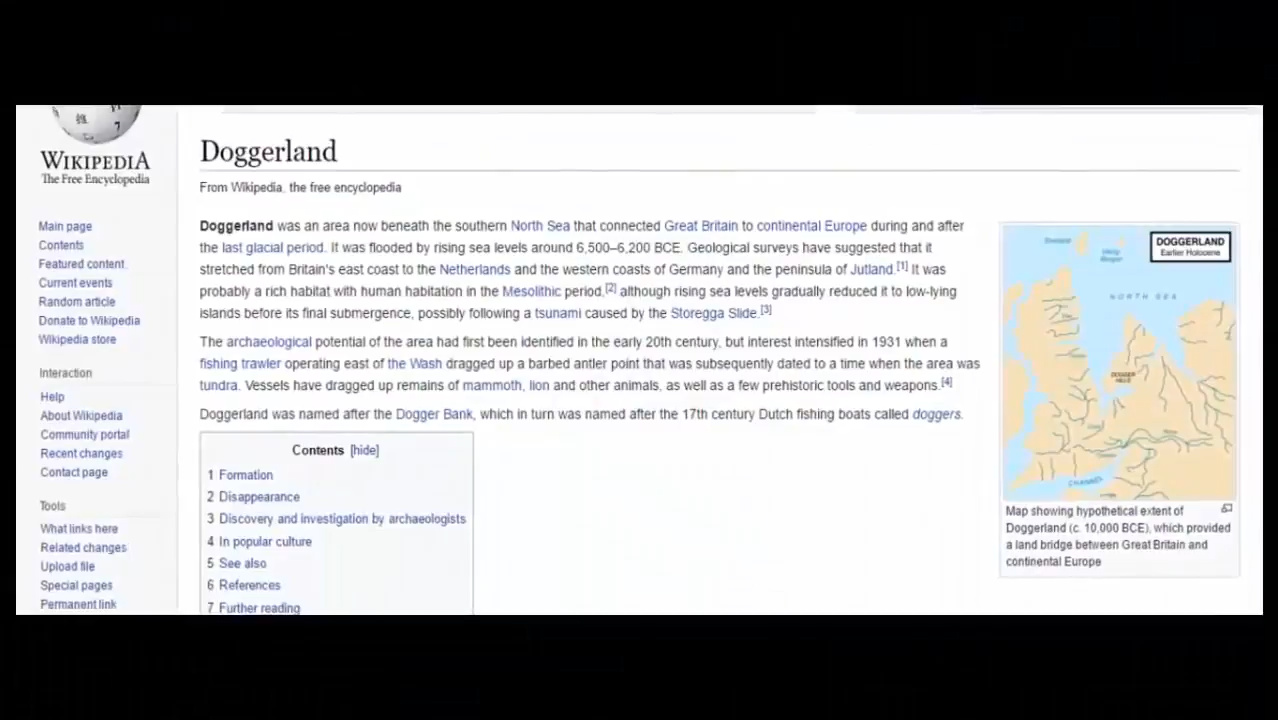 WIKIPEDIA
The Free Encyclopedia
Main page
Contents
Featured content
Current events
Random article
Donate to Wikipedia
Wikipedia store
Interaction
Help
About Wikipedia
Community portal
Recent changes
Contact page
Tools
What links here
Related changes
Upload file
Special pages
Permanent link
Doggerland
From Wikipedia, the free encyclopedia
Doggerland was an area now beneath the southern North Sea that connected Great Britain to continental Europe during and after
the last glacial period. It was flooded by rising sea levels around 6,500–6,200 BCE. Geological surveys have suggested that it
stretched from Britain's east coast to the Netherlands and the western coasts of Germany and the peninsula of Jutland.[1] It was
probably a rich habitat with human habitation in the Mesolithic period,[2] although rising sea levels gradually reduced it to low-lying
islands before its final submergence, possibly following a tsunami caused by the Storegga Slide.[3]
The archaeological potential of the area had first been identified in the early 20th century, but interest intensified in 1931 when a
fishing trawler operating east of the Wash dragged up a barbed antler point that was subsequently dated to a time when the area was
tundra. Vessels have dragged up remains of mammoth, lion and other animals, as well as a few prehistoric tools and weapons.[4]
Doggerland was named after the Dogger Bank, which in turn was named after the 17th century Dutch fishing boats called doggers.
Contents [hide]
1 Formation
2 Disappearance
3 Discovery and investigation by archaeologists
4 In popular culture
5 See also
6 References
7 Further reading
DOGGERLAND
Earlier Holocene
NORTH SEA
DOGGER
HILLS
CHANNEL
Map showing hypothetical extent of
Doggerland (c. 10,000 BCE), which provided
a land bridge between Great Britain and
continental Europe